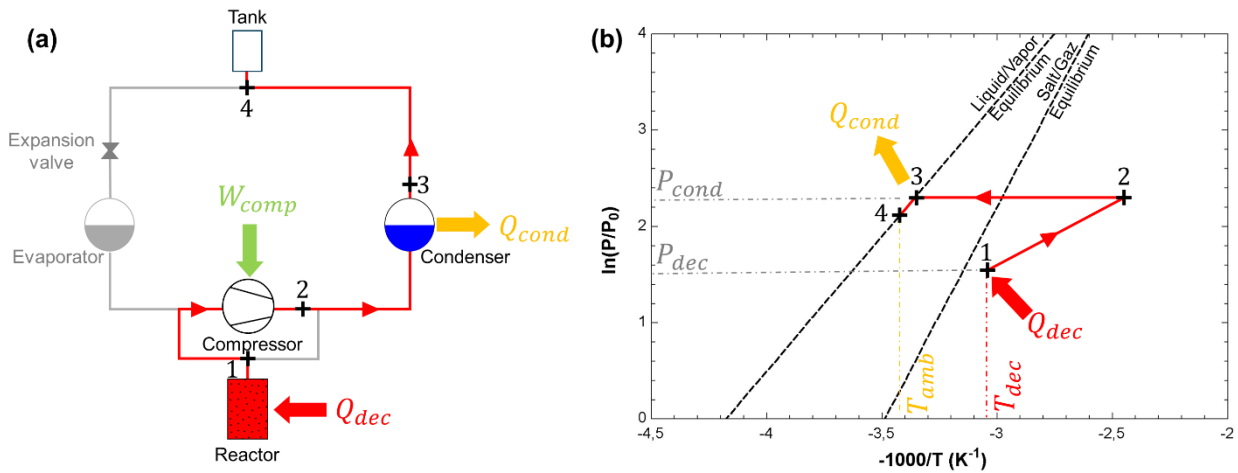 (a)
Tank
4
Expansion
valve
3
W_comp
Q_cond
Evaporator
Condenser
2
Compressor
1
Q_dec
Reactor
(b)
4
3
2
1
0
ln(P/P₀)
P_cond
P_dec
Q_cond
3
2
4
1
Q_dec
T_amb
T_dec
Liquid/Vapor
Equilibrium
Salt/Gaz
Equilibrium
-4,5
-4
-3,5
-3
-2,5
-2
-1000/T (K⁻¹)